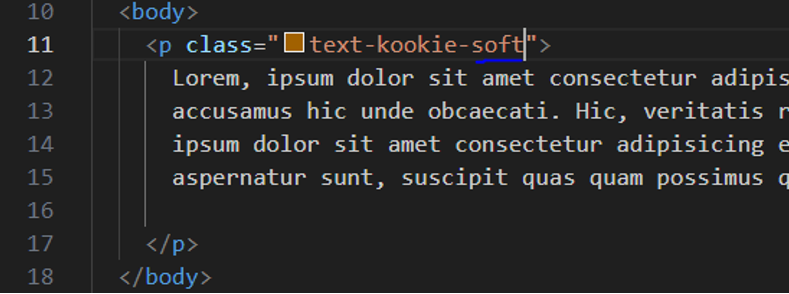 10 <body>
11 <p class="text-kookie-soft">
12 Lorem, ipsum dolor sit amet consectetur adipis
13 accusamus hic unde obcaecati. Hic, veritatis r
14 ipsum dolor sit amet consectetur adipisicing e
15 aspernatur sunt, suscipit quas quam possimus q
16
17 </p>
18 </body>